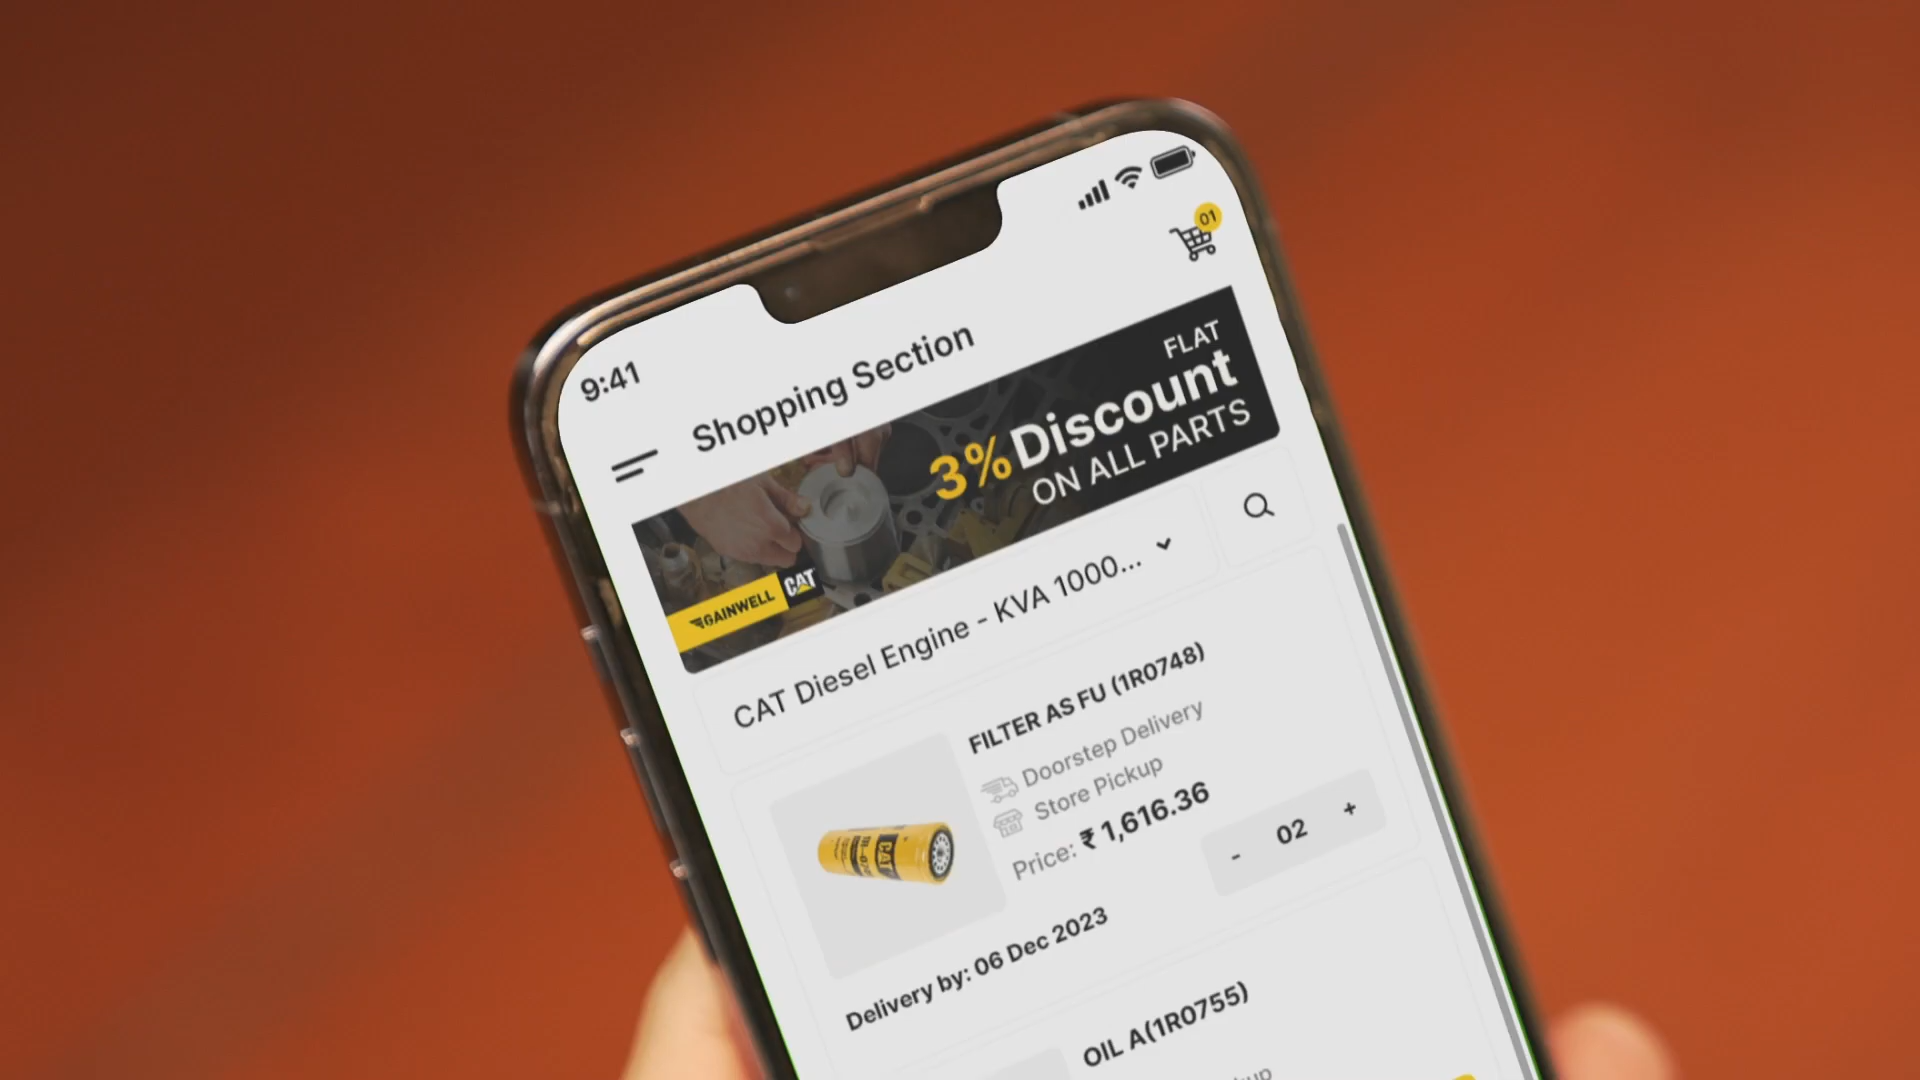 9:41
01
Shopping Section
FLAT
3% Discount
ON ALL PARTS
GAINWELL CAT
CAT Diesel Engine - KVA 1000...
FILTER AS FU (1R0748)
Doorstep Delivery
Store Pickup
Price: ₹ 1,616.36
- 02 +
CAT
Delivery by: 06 Dec 2023
OIL A(1R0755)